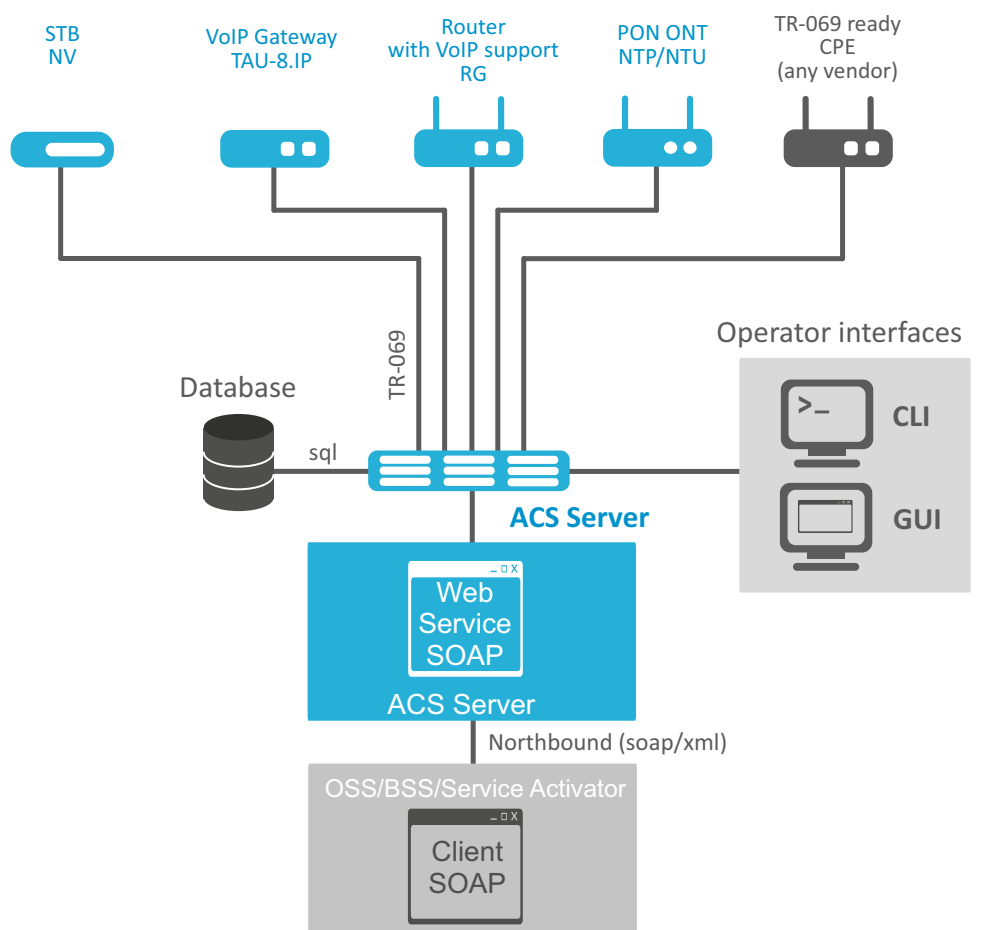 STB
NV
VoIP Gateway
TAU-8.IP
Router
with VoIP support
RG
PON ONT
NTP/NTU
TR-069 ready
CPE
(any vendor)
TR-069
Operator interfaces
>_
CLI
GUI
Database
sql
ACS Server
Web
Service
SOAP
ACS Server
Northbound (soap/xml)
OSS/BSS/Service Activator
Client
SOAP